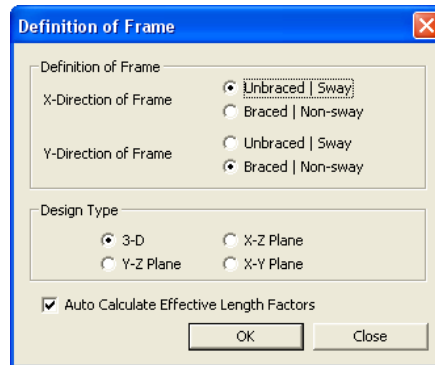 Definition of Frame
Definition of Frame
X-Direction of Frame
Unbraced | Sway
Braced | Non-sway
Y-Direction of Frame
Unbraced | Sway
Braced | Non-sway
Design Type
3-D
X-Z Plane
Y-Z Plane
X-Y Plane
Auto Calculate Effective Length Factors
OK
Close